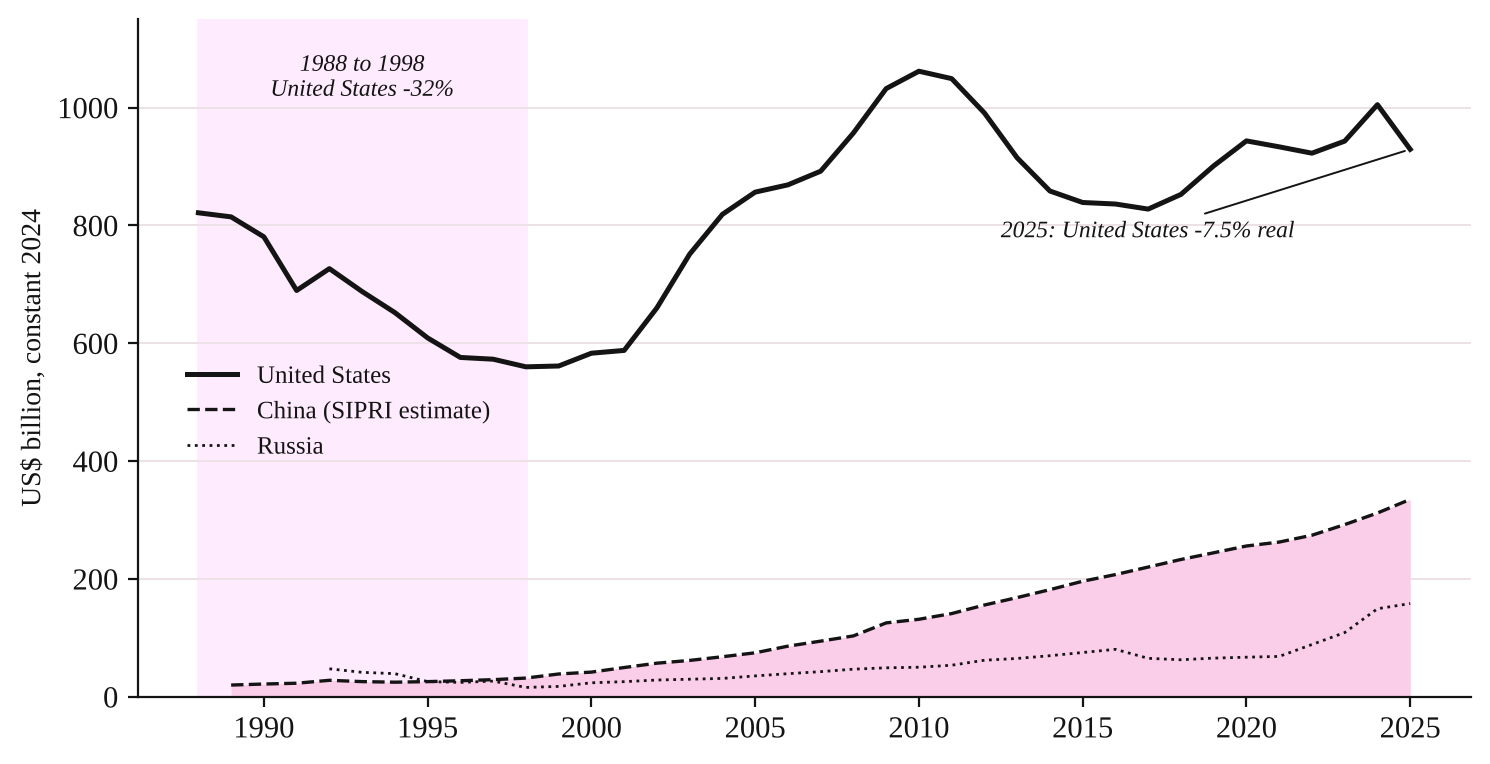 1988 to 1998
United States -32%
US$ billion, constant 2024
1000
800
600
400
200
0
2025: United States -7.5% real
United States
China (SIPRI estimate)
Russia
1990
1995
2000
2005
2010
2015
2020
2025